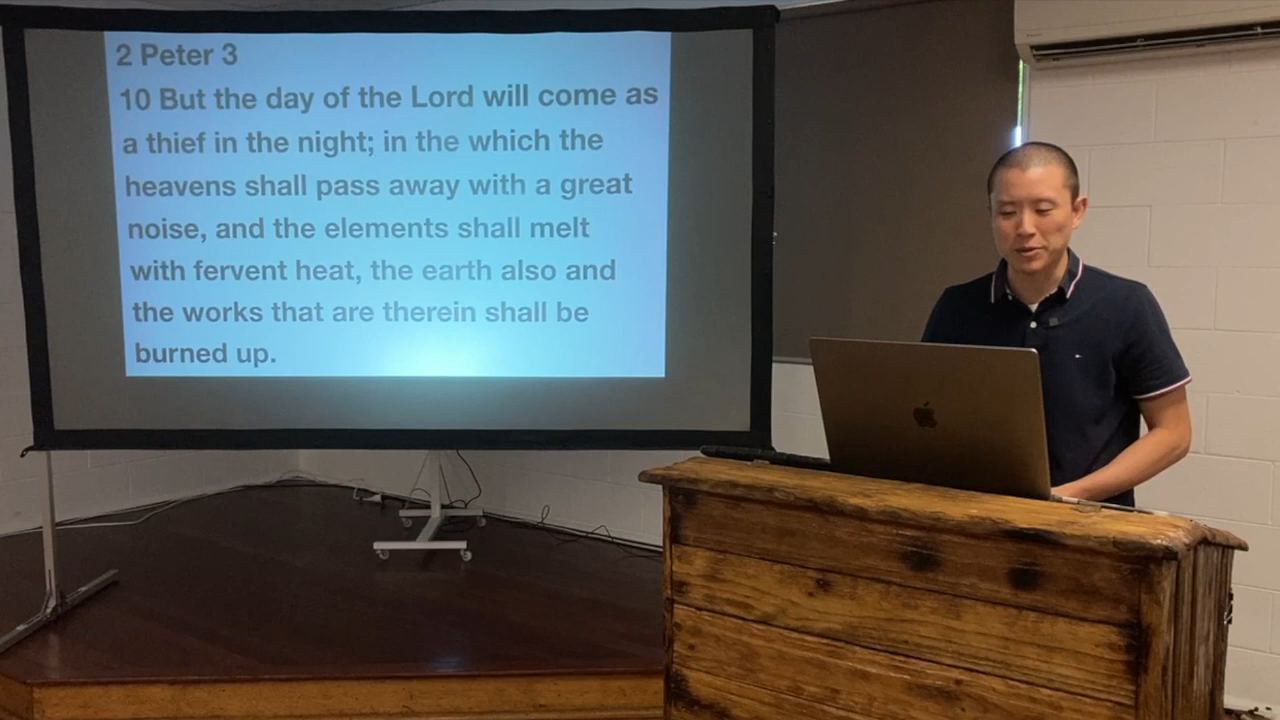 2 Peter 3
10 But the day of the Lord will come as
a thief in the night; in the which the
heavens shall pass away with a great
noise, and the elements shall melt
with fervent heat, the earth also and
the works that are therein shall be
burned up.